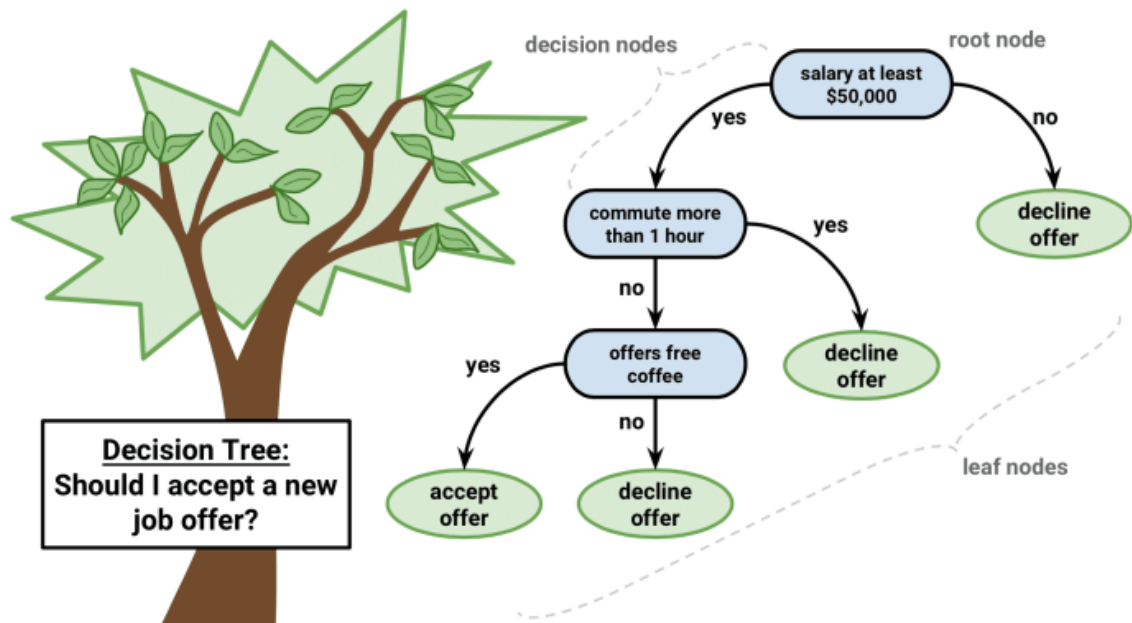 decision nodes
root node
salary at least
$50,000
yes
no
commute more
than 1 hour
decline
offer
yes
no
offers free
coffee
decline
offer
yes
no
Decision Tree:
Should I accept a new
job offer?
accept
offer
decline
offer
leaf nodes